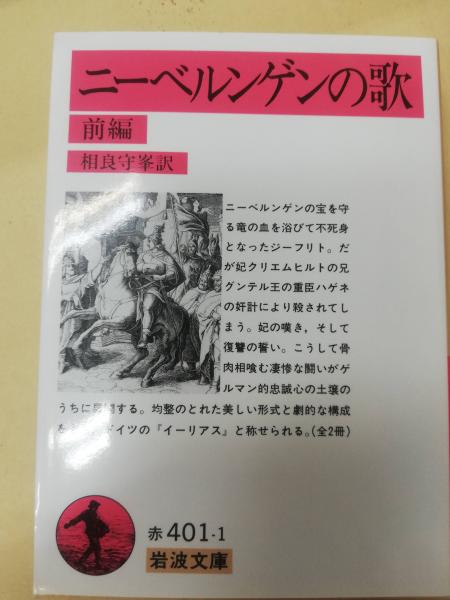 ニーベルンゲンの歌
前編
相良守峯訳
ニーベルンゲンの宝を守
る竜の血を浴びて不死身
となったジーフリト。だ
が妃クリエムヒルトの兄
グンテル王の重臣ハゲネ
の奸計により殺されてし
まう。妃の嘆き，そして
復讐の誓い。こうして骨
肉相喰む凄惨な闘いがゲ
ルマン的忠誠心の土壌の
うちに展開する。均整のとれた美しい形式と劇的な構成
を ドイツの『イーリアス』と称せられる。(全2冊)
赤401-1
岩波文庫